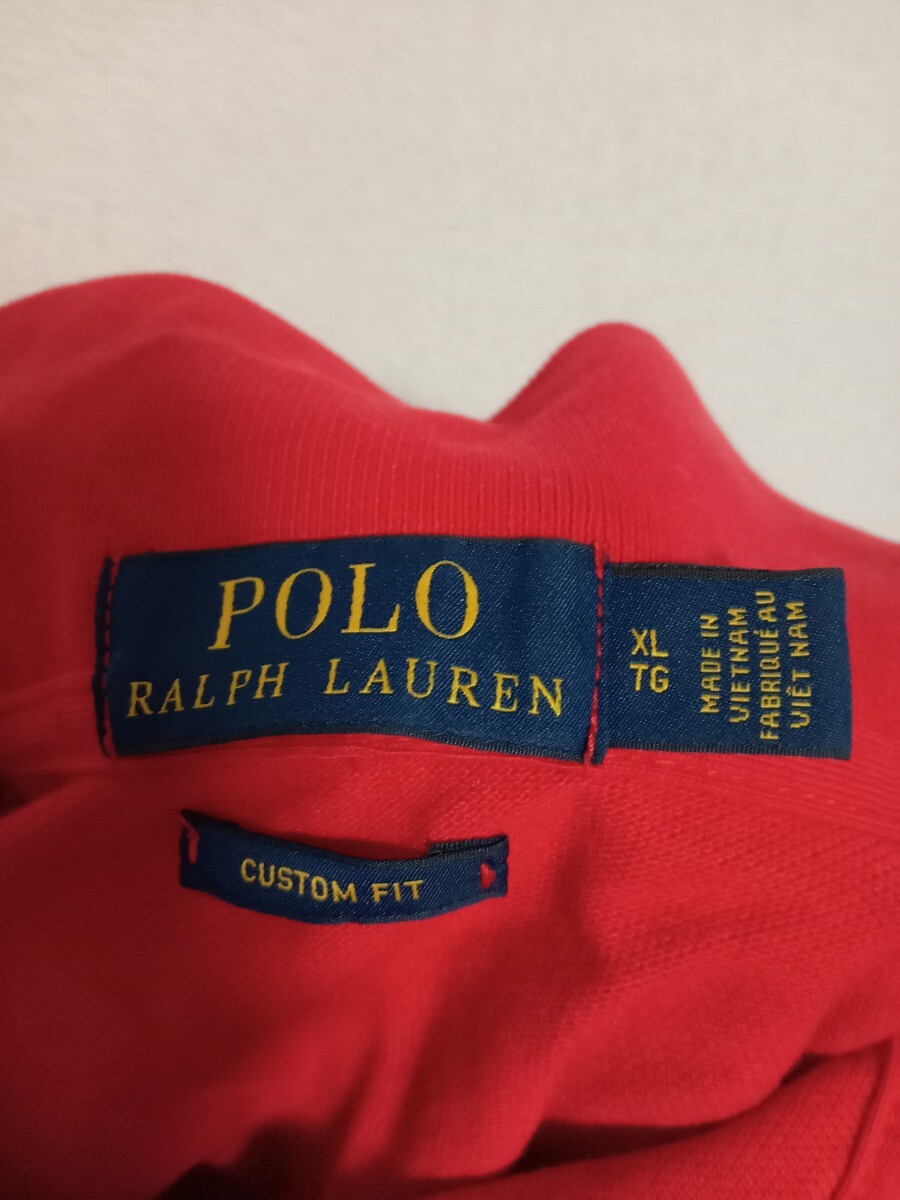 POLO
RALPH LAUREN
XL
TG
MADE IN
VIETNAM
FABRIQUÉ AU
VIÊT NAM
CUSTOM FIT